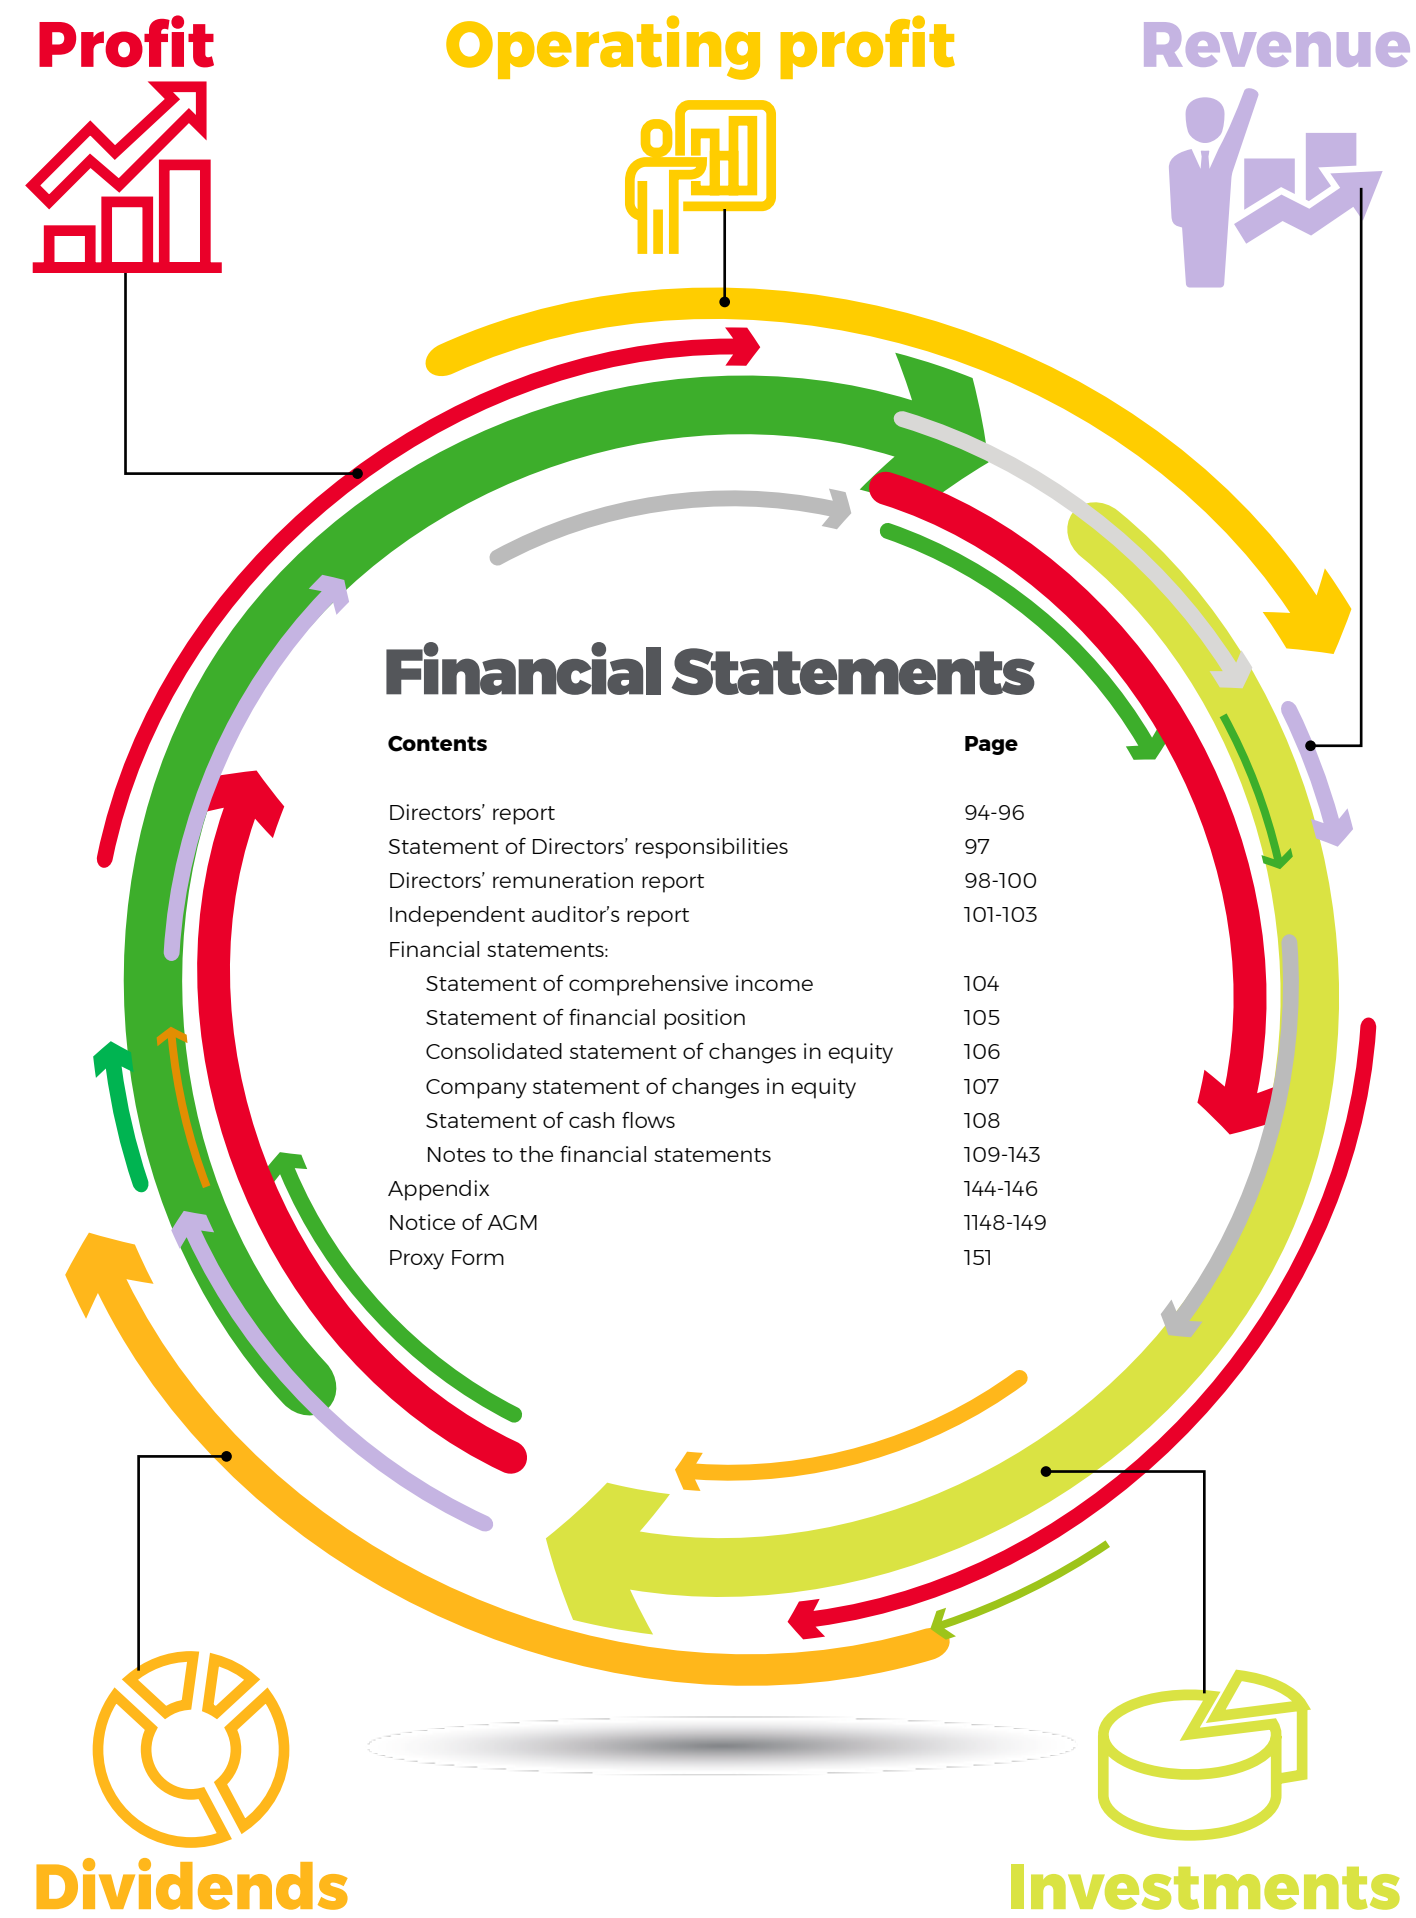 Profit
Operating profit
Revenue
Financial Statements
Contents Page
Directors’ report 94-96
Statement of Directors’ responsibilities 97
Directors’ remuneration report 98-100
Independent auditor’s report 101-103
Financial statements:
Statement of comprehensive income 104
Statement of financial position 105
Consolidated statement of changes in equity 106
Company statement of changes in equity 107
Statement of cash flows 108
Notes to the financial statements 109-143
Appendix 144-146
Notice of AGM 1148-149
Proxy Form 151
Dividends
Investments